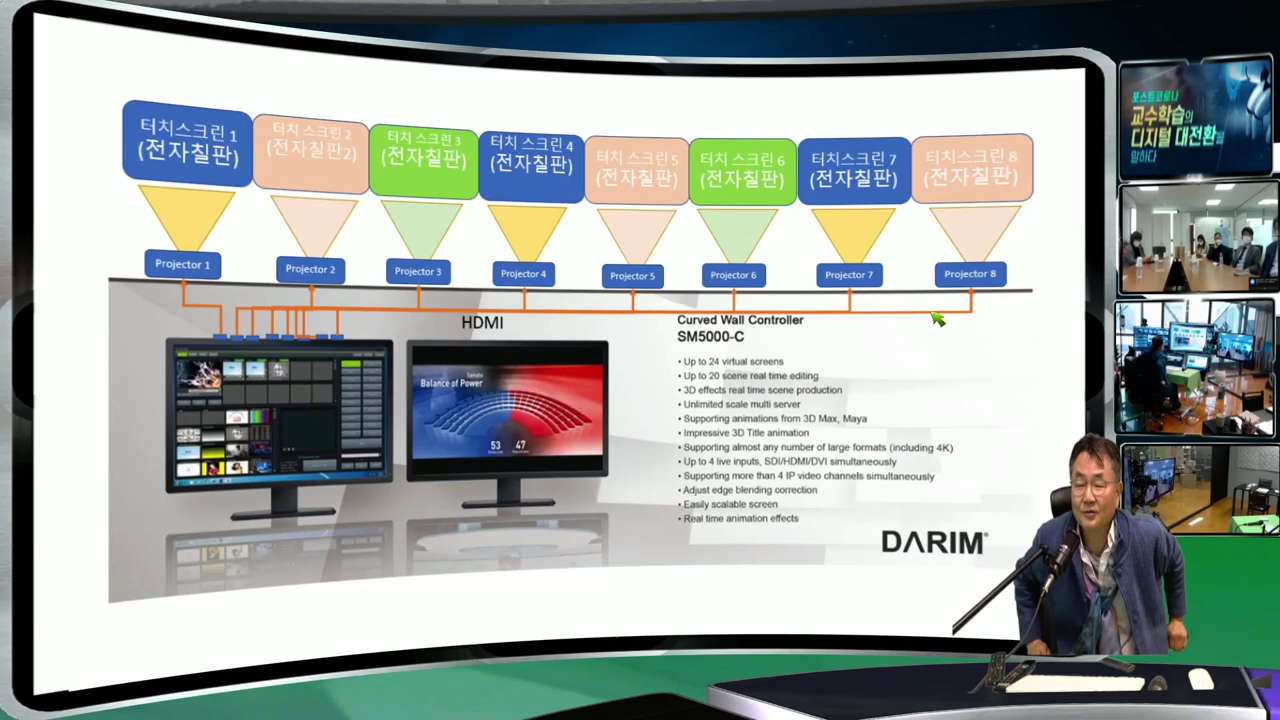 터치스크린 1
(전자칠판)
터치 스크린 2
(전자칠판2)
터치 스크린 3
(전자칠판)
터치 스크린 4
(전자칠판)
터치 스크린 5
(전자칠판)
터치 스크린 6
(전자칠판)
터치스크린 7
(전자칠판)
터치스크린 8
(전자칠판)
Projector 1
Projector 2
Projector 3
Projector 4
Projector 5
Projector 6
Projector 7
Projector 8
HDMI
Senate
Balance of Power
53
47
Curved Wall Controller
SM5000-C
• Up to 24 virtual screens
• Up to 20 scene real time editing
• 3D effects real time scene production
• Unlimited scale multi server
• Supporting animations from 3D Max, Maya
• Impressive 3D Title animation
• Supporting almost any number of large formats (including 4K)
• Up to 4 live inputs, SDI/HDMI/DVI simultaneously
• Supporting more than 4 IP video channels simultaneously
• Adjust edge blending correction
• Easily scalable screen
• Real time animation effects
DARIM
포스트코로나
교수학습의
디지털 대전환을
말하다